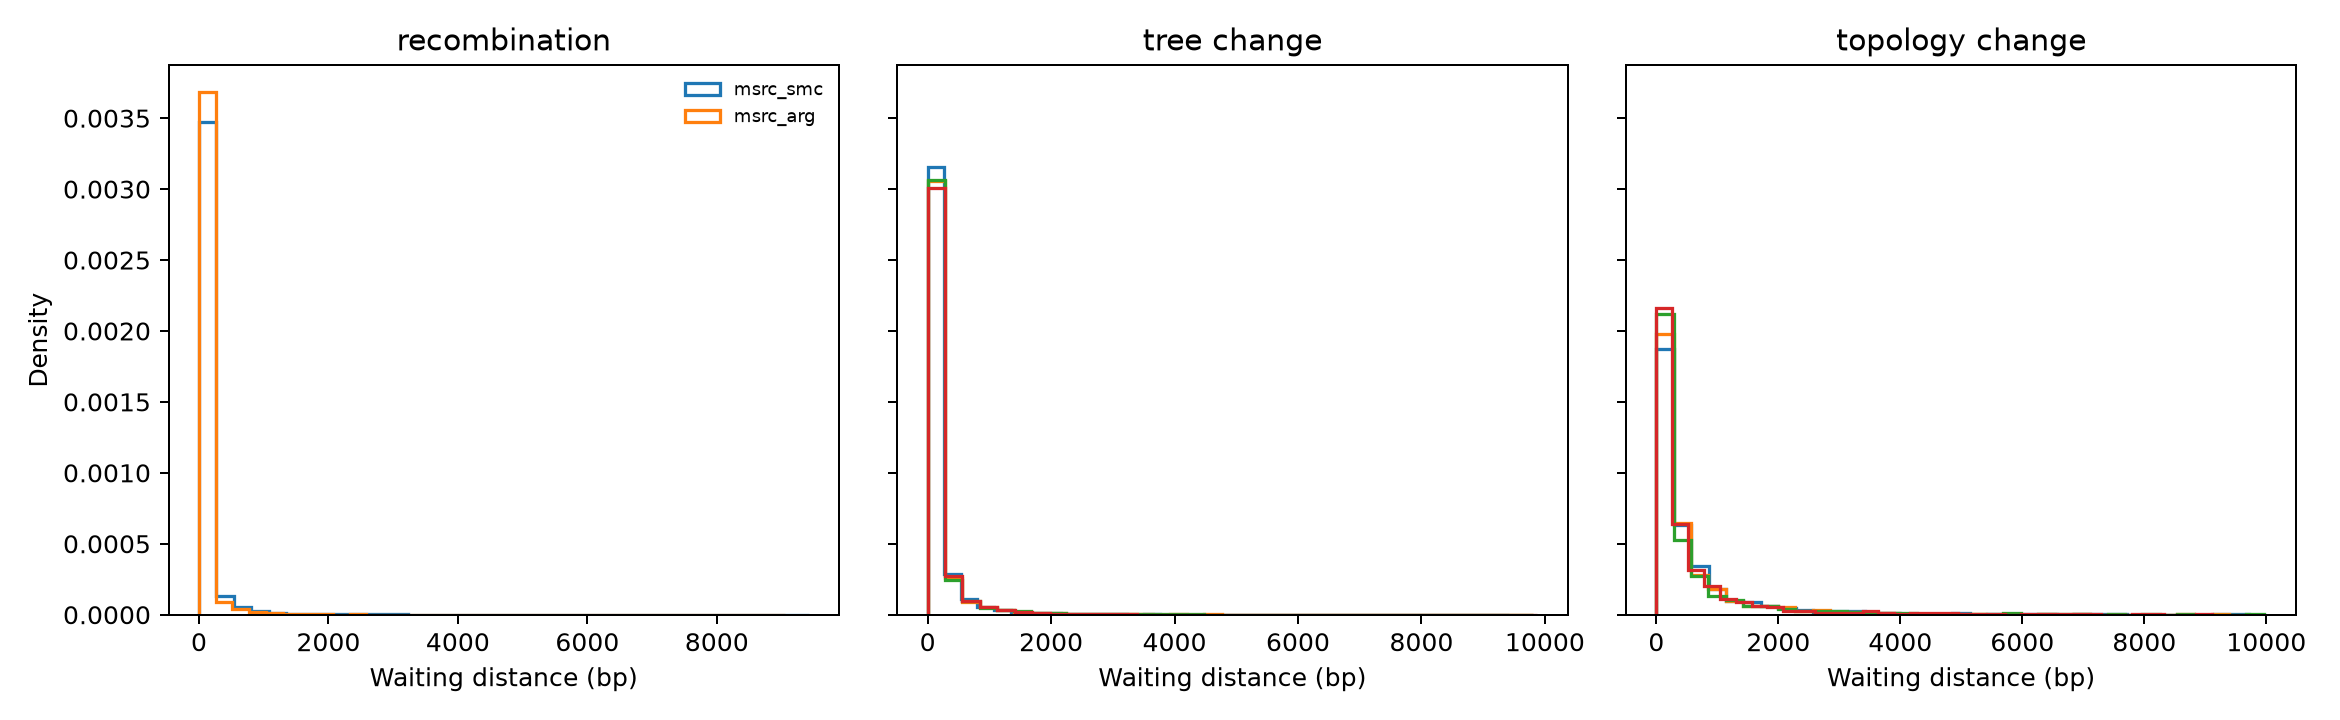 recombination
tree change
topology change
msrc_smc
msrc_arg
Density
0.0035
0.0030
0.0025
0.0020
0.0015
0.0010
0.0005
0.0000
0 2000 4000 6000 8000
0 2000 4000 6000 8000 10000
0 2000 4000 6000 8000 10000
Waiting distance (bp)
Waiting distance (bp)
Waiting distance (bp)